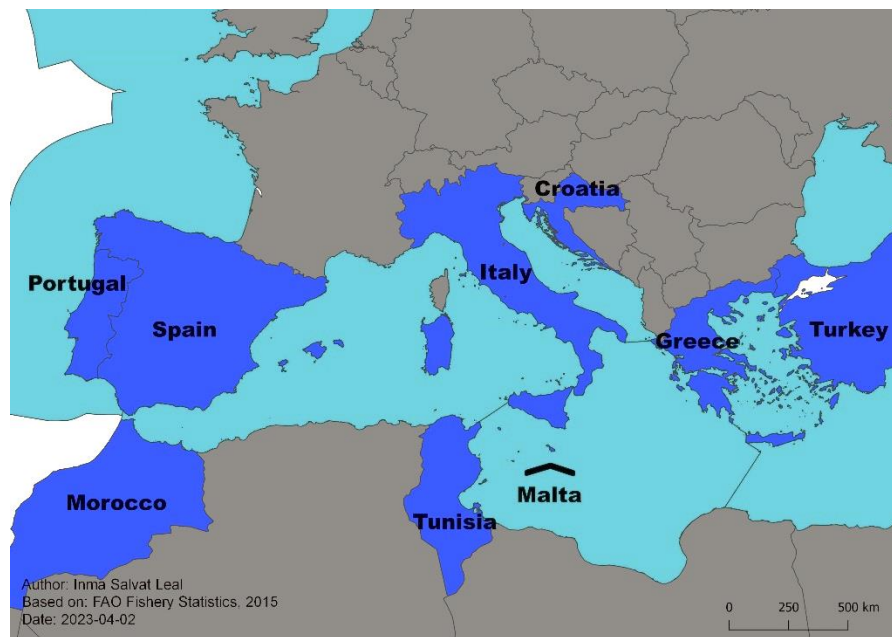 Croatia
Italy
Portugal
Spain
Greece
Turkey
Malta
Morocco
Tunisia
Author: Inma Salvat Leal
Based on: FAO Fishery Statistics, 2015
Date: 2023-04-02
0 250 500 km